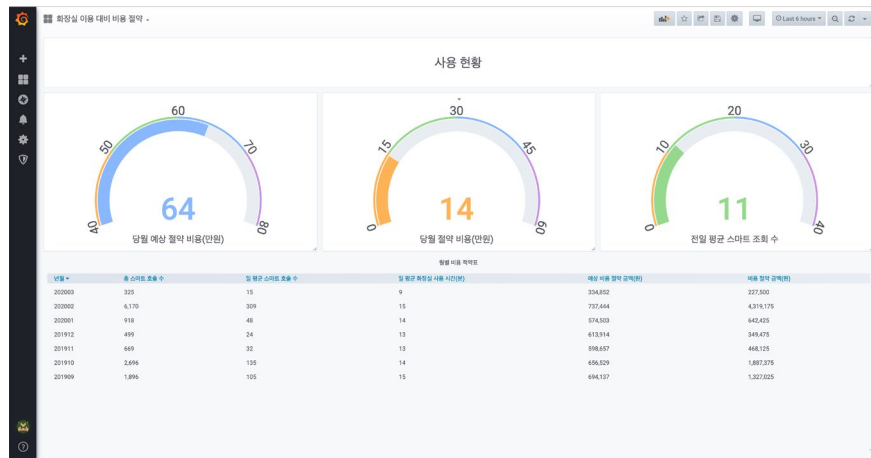 화장실 이용 대비 비용 절약
Last 6 hours
사용 현황
40 50 60 70 80
64
당월 예상 절약 비용(만원)
0 15 30 45 60
14
당월 절약 비용(만원)
0 10 20 30 40
11
전일 평균 스마트 조회 수
월별 비용 적약표
년월 총 스마트 호출 수 일 평균 스마트 호출 수 일 평균 화장실 사용 시간(분) 예상 비용 절약 금액(원) 비용 절약 금액(원)
202003 325 15 9 334,852 227,500
202002 6,170 309 15 737,444 4,319,175
202001 918 48 14 574,503 642,425
201912 499 24 13 613,914 349,475
201911 669 32 13 598,657 468,125
201910 2,696 135 14 656,529 1,887,375
201909 1,896 105 15 694,137 1,327,025